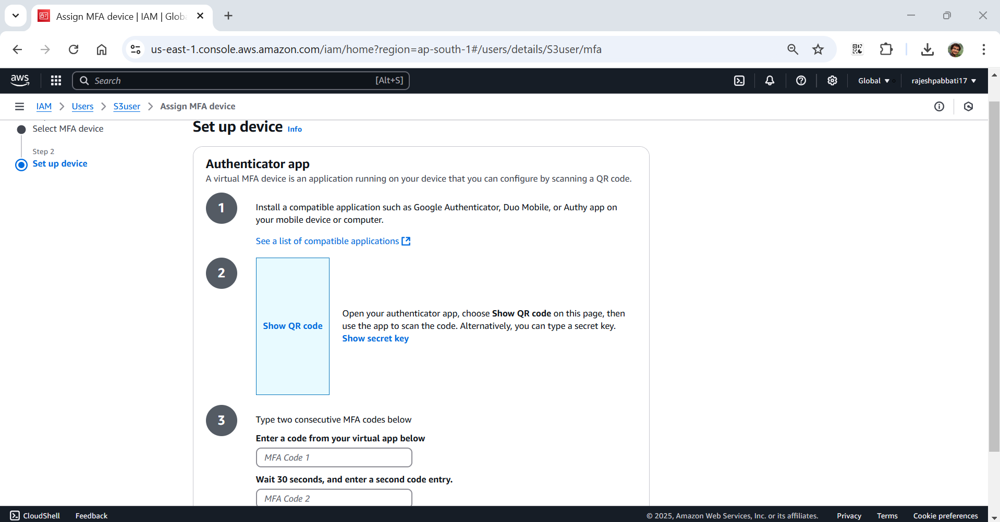 Assign MFA device | IAM | Glob
us-east-1.console.aws.amazon.com/iam/home?region=ap-south-1#/users/details/S3user/mfa
aws
Search [Alt+S]
Global
rajeshpabbati17
IAM > Users > S3user > Assign MFA device
Select MFA device
Step 2
Set up device
Set up device Info
Authenticator app
A virtual MFA device is an application running on your device that you can configure by scanning a QR code.
1
Install a compatible application such as Google Authenticator, Duo Mobile, or Authy app on
your mobile device or computer.
See a list of compatible applications
2
Show QR code
Open your authenticator app, choose Show QR code on this page, then
use the app to scan the code. Alternatively, you can type a secret key.
Show secret key
3
Type two consecutive MFA codes below
Enter a code from your virtual app below
MFA Code 1
Wait 30 seconds, and enter a second code entry.
MFA Code 2
CloudShell Feedback © 2025, Amazon Web Services, Inc. or its affiliates. Privacy Terms Cookie preferences